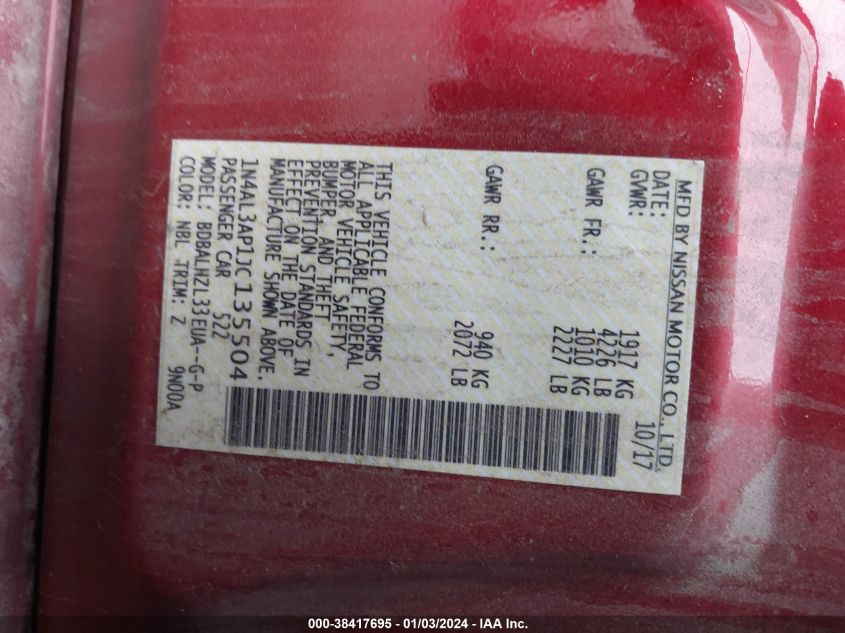 MFD BY NISSAN MOTOR CO., LTD.
DATE: 10/17
GVWR: 1917 KG
4226 LB
GAWR FR.: 1010 KG
2227 LB
GAWR RR.: 940 KG
2072 LB
THIS VEHICLE CONFORMS TO
ALL APPLICABLE FEDERAL
MOTOR VEHICLE SAFETY,
BUMPER, AND THEFT
PREVENTION STANDARDS IN
EFFECT ON THE DATE OF
MANUFACTURE SHOWN ABOVE.
1N4AL3AP1JC135504
PASSENGER CAR 522
MODEL: BDBALHZL33EUA--G-P
COLOR: NBL TRIM: Z 9N00A
000-38417695 - 01/03/2024 - IAA Inc.